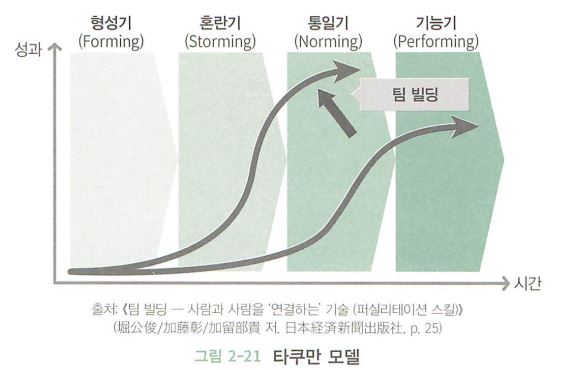 형성기 혼란기 통일기 기능기
(Forming) (Storming) (Norming) (Performing)
성과
팀 빌딩
시간
출처: 《팀 빌딩 — 사람과 사람을 '연결하는' 기술 (퍼실리테이션 스킬)》
(堀公俊/加藤彰/加留部貴 저, 日本経済新聞出版社, p. 25)
그림 2-21 타쿠만 모델